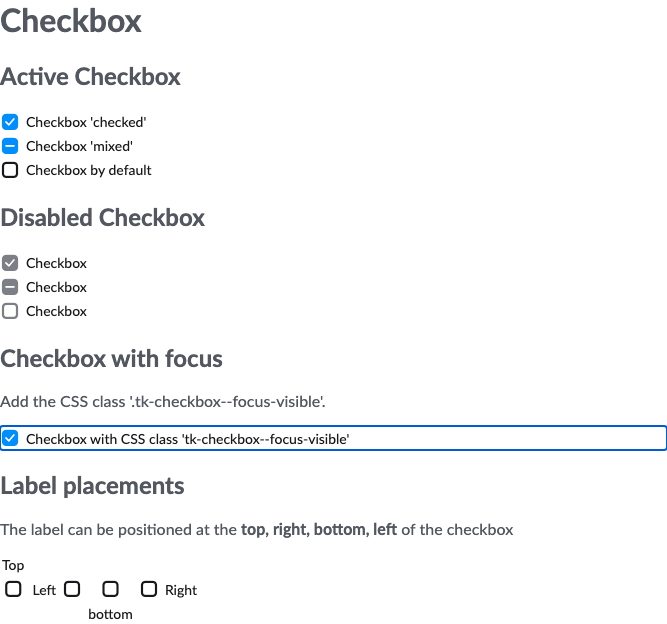 Checkbox
Active Checkbox
Checkbox 'checked'
Checkbox 'mixed'
Checkbox by default
Disabled Checkbox
Checkbox
Checkbox
Checkbox
Checkbox with focus
Add the CSS class '.tk-checkbox--focus-visible'.
Checkbox with CSS class 'tk-checkbox--focus-visible'
Label placements
The label can be positioned at the top, right, bottom, left of the checkbox
Top
Left Right
bottom